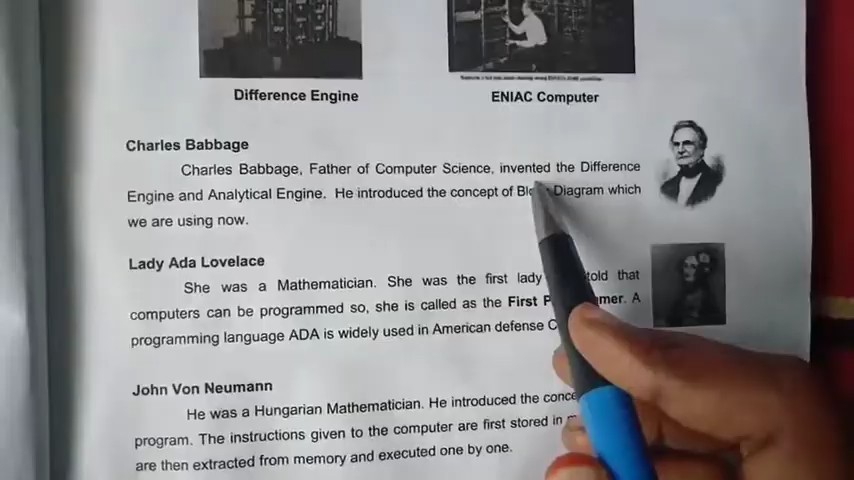 Difference Engine
ENIAC Computer
Charles Babbage
Charles Babbage, Father of Computer Science, invented the Difference
Engine and Analytical Engine. He introduced the concept of Diagram which
we are using now.
Lady Ada Lovelace
She was a Mathematician. She was the first lady told that
computers can be programmed so, she is called as the First
programming language ADA is widely used in American defense
A
John Von Neumann
He was a Hungarian Mathematician. He introduced the
program. The instructions given to the computer are first stored in
are then extracted from memory and executed one by one.